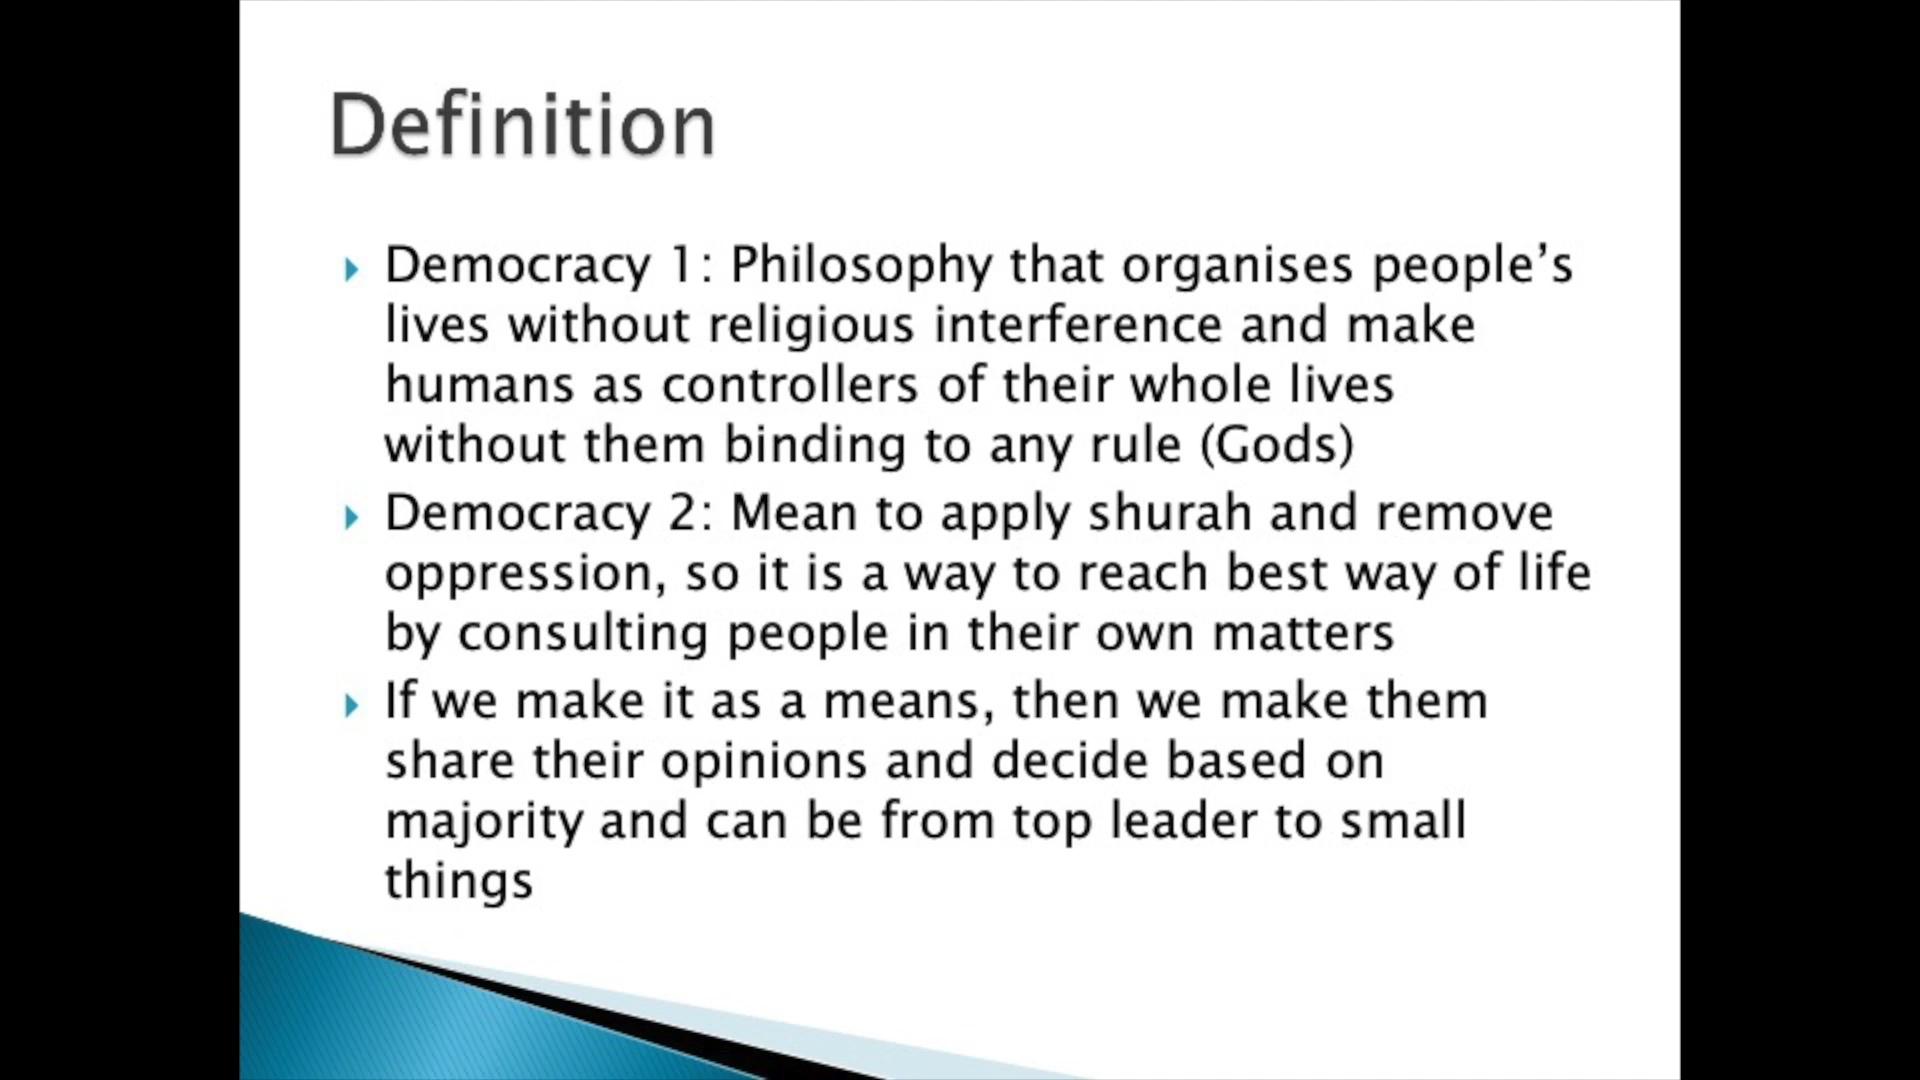 Definition
Democracy 1: Philosophy that organises people’s
lives without religious interference and make
humans as controllers of their whole lives
without them binding to any rule (Gods)
Democracy 2: Mean to apply shurah and remove
oppression, so it is a way to reach best way of life
by consulting people in their own matters
If we make it as a means, then we make them
share their opinions and decide based on
majority and can be from top leader to small
things